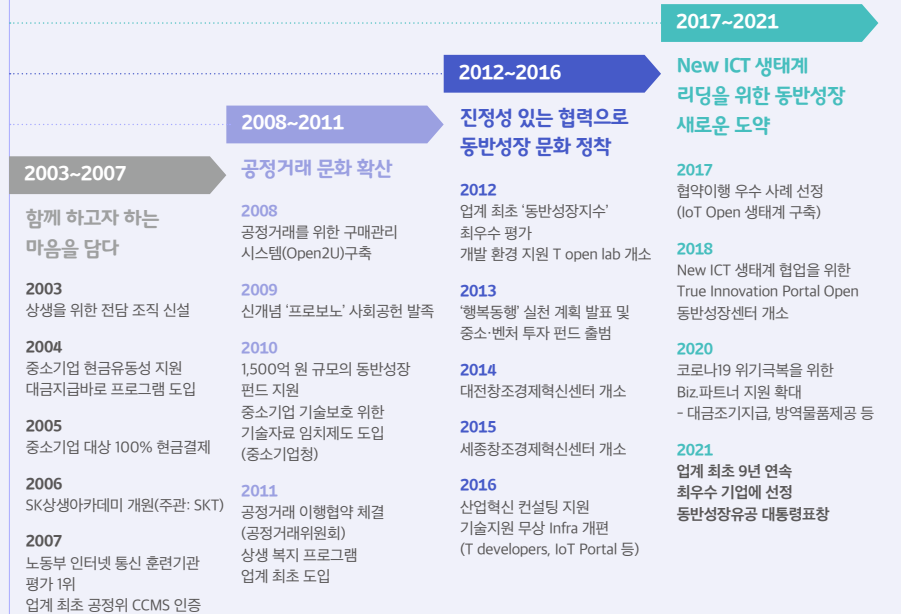 2003~2007
함께 하고자 하는
마음을 담다
2003
상생을 위한 전담 조직 신설
2004
중소기업 현금유동성 지원
대금지급바로 프로그램 도입
2005
중소기업 대상 100% 현금결제
2006
SK상생아카데미 개원(주관: SKT)
2007
노동부 인터넷 통신 훈련기관
평가 1위
업계 최초 공정위 CCMS 인증
2008~2011
공정거래 문화 확산
2008
공정거래를 위한 구매관리
시스템(Open2U)구축
2009
신개념 ‘프로보노’ 사회공헌 발족
2010
1,500억 원 규모의 동반성장
펀드 지원
중소기업 기술보호 위한
기술자료 임치제도 도입
(중소기업청)
2011
공정거래 이행협약 체결
(공정거래위원회)
상생 복지 프로그램
업계 최초 도입
2012~2016
진정성 있는 협력으로
동반성장 문화 정착
2012
업계 최초 ‘동반성장지수’
최우수 평가
개발 환경 지원 T open lab 개소
2013
‘행복동행’ 실천 계획 발표 및
중소·벤처 투자 펀드 출범
2014
대전창조경제혁신센터 개소
2015
세종창조경제혁신센터 개소
2016
산업혁신 컨설팅 지원
기술지원 무상 Infra 개편
(T developers, IoT Portal 등)
2017~2021
New ICT 생태계
리딩을 위한 동반성장
새로운 도약
2017
협약이행 우수 사례 선정
(IoT Open 생태계 구축)
2018
New ICT 생태계 협업을 위한
True Innovation Portal Open
동반성장센터 개소
2020
코로나19 위기극복을 위한
Biz.파트너 지원 확대
- 대금조기지급, 방역물품제공 등
2021
업계 최초 9년 연속
최우수 기업에 선정
동반성장유공 대통령표창